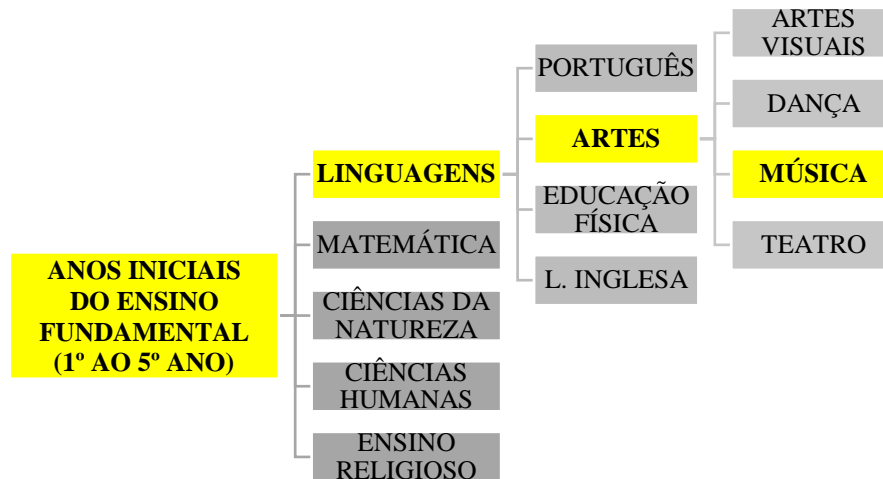 ANOS INICIAIS
DO ENSINO
FUNDAMENTAL
(1º AO 5º ANO)
LINGUAGENS
MATEMÁTICA
CIÊNCIAS DA
NATUREZA
CIÊNCIAS
HUMANAS
ENSINO
RELIGIOSO
PORTUGUÊS
ARTES
EDUCAÇÃO
FÍSICA
L. INGLESA
ARTES
VISUAIS
DANÇA
MÚSICA
TEATRO